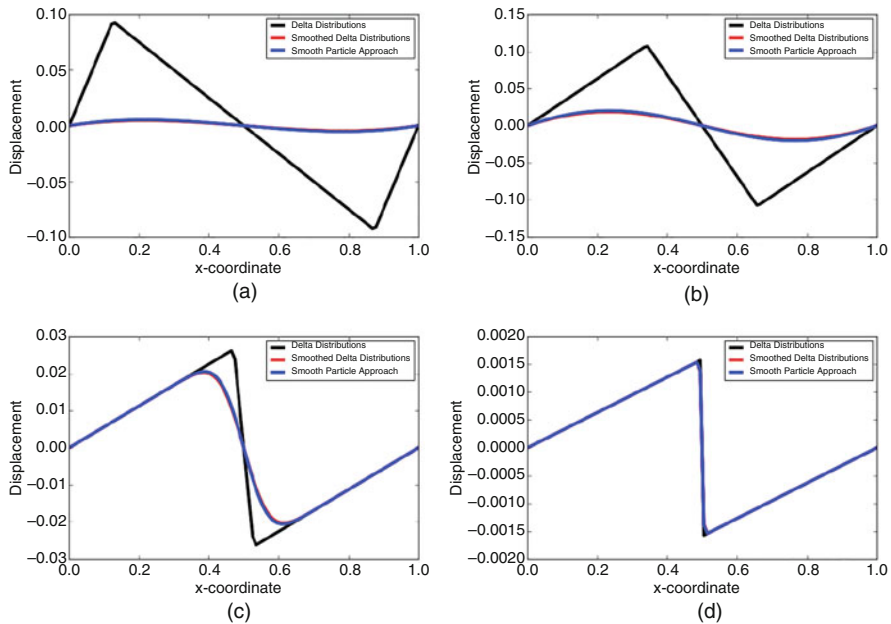 0.10
0.05
0.00
−0.05
−0.10
Displacement
Delta Distributions
Smoothed Delta Distributions
Smooth Particle Approach
0.0 0.2 0.4 0.6 0.8 1.0
x-coordinate
(a)
0.15
0.10
0.05
0.00
−0.05
−0.10
−0.15
Displacement
Delta Distributions
Smoothed Delta Distributions
Smooth Particle Approach
0.0 0.2 0.4 0.6 0.8 1.0
x-coordinate
(b)
0.03
0.02
0.01
0.00
−0.01
−0.02
−0.03
Displacement
Delta Distributions
Smoothed Delta Distributions
Smooth Particle Approach
0.0 0.2 0.4 0.6 0.8 1.0
x-coordinate
(c)
0.0020
0.0015
0.0010
0.0005
0.0000
−0.0005
−0.0010
−0.0015
−0.0020
Displacement
Delta Distributions
Smoothed Delta Distributions
Smooth Particle Approach
0.0 0.2 0.4 0.6 0.8 1.0
x-coordinate
(d)